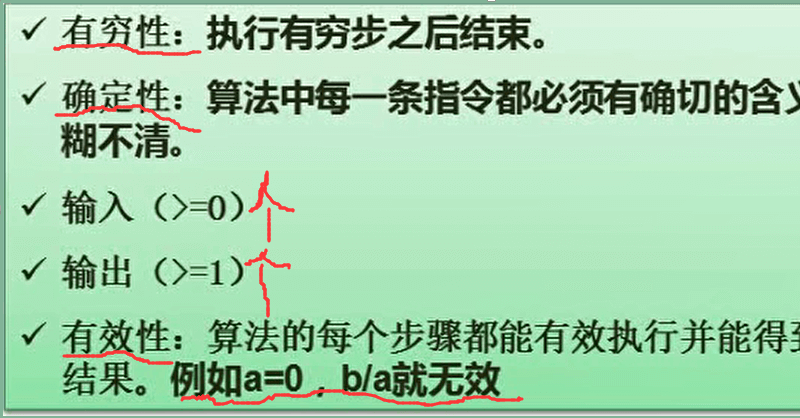 ✓ 有穷性：执行有穷步之后结束。
✓ 确定性：算法中每一条指令都必须有确切的含
糊不清。
✓ 输入（>=0）个
✓ 输出（>=1）个
✓ 有效性：算法的每个步骤都能有效执行并能得
结果。例如a=0，b/a就无效